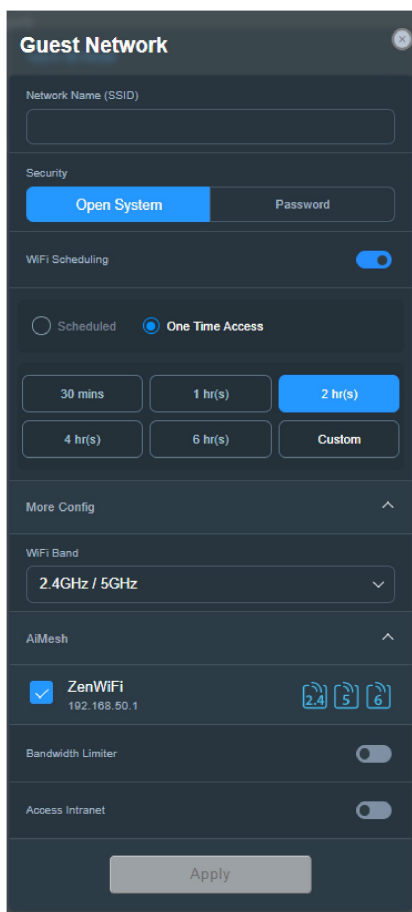 Guest Network
Network Name (SSID)
Security
Open System Password
WiFi Scheduling
Scheduled One Time Access
30 mins 1 hr(s) 2 hr(s)
4 hr(s) 6 hr(s) Custom
More Config
WiFi Band
2.4GHz / 5GHz
AiMesh
ZenWiFi
192.168.50.1
2.4 5 6
Bandwidth Limiter
Access Intranet
Apply